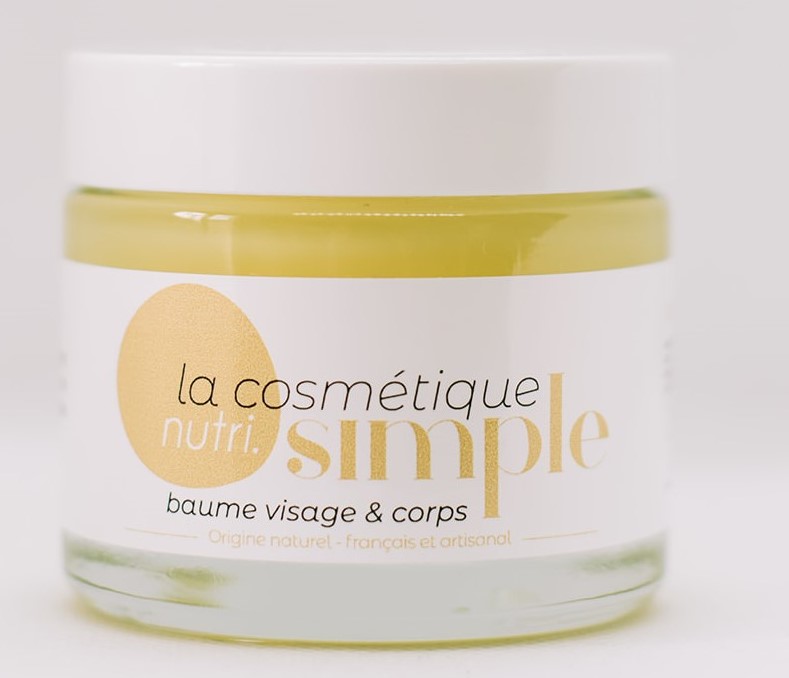 la cosmétique
nutri. simple
baume visage & corps
Origine naturel - français et artisanal